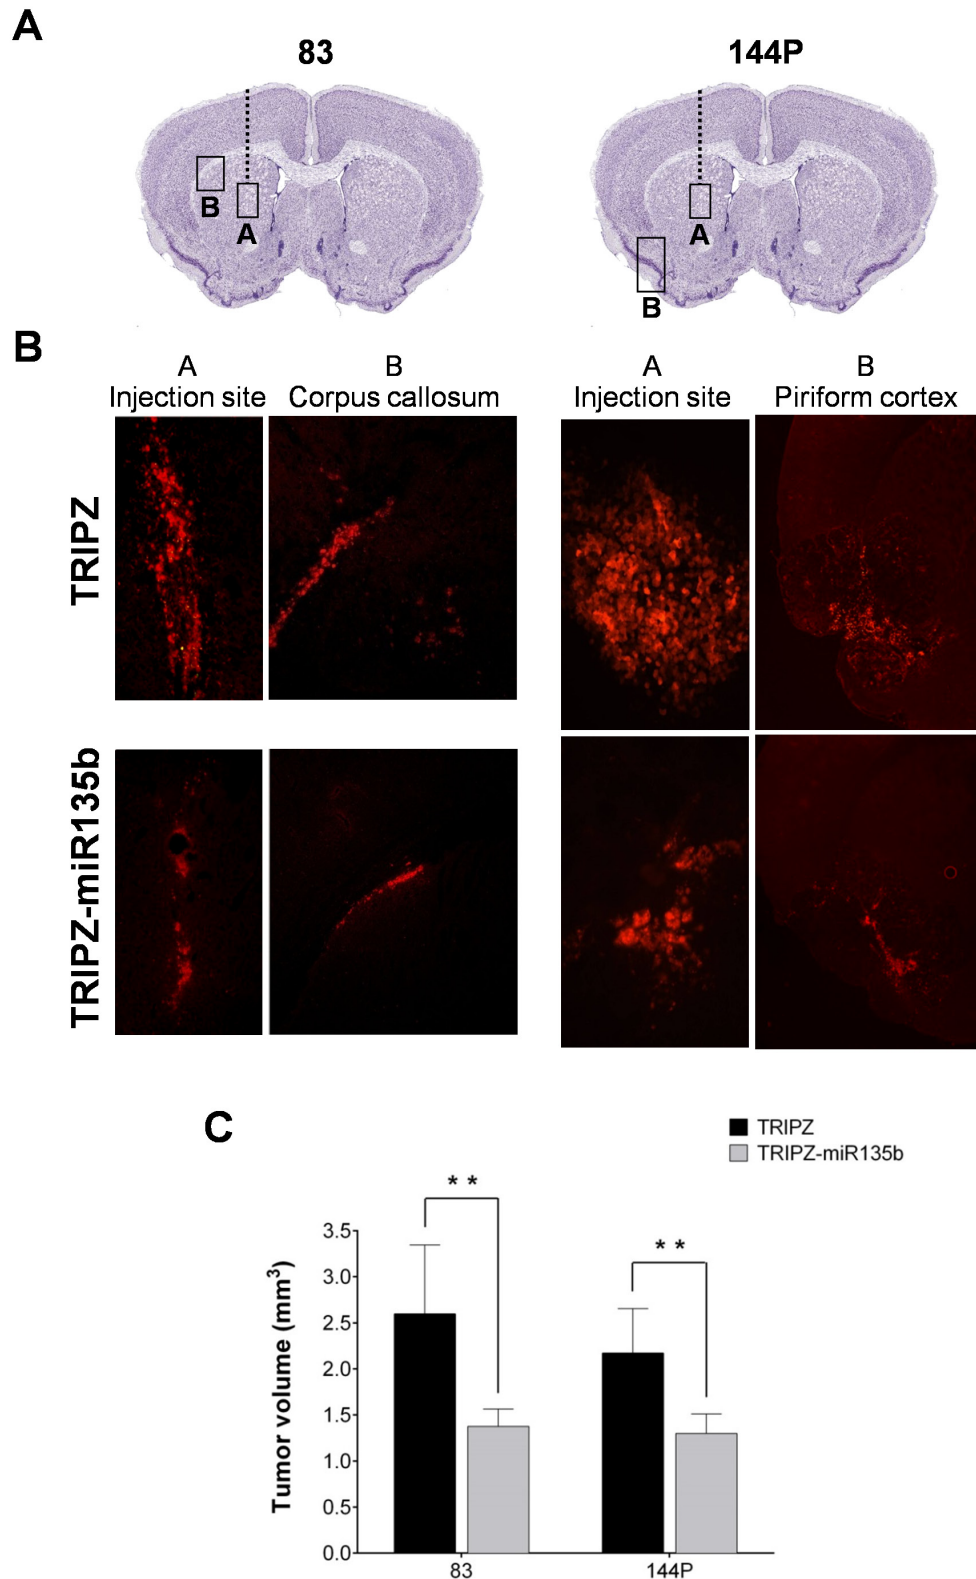 A
83
144P
B
A
A
B
B
A
Injection site
B
Corpus callosum
A
Injection site
B
Piriform cortex
TRIPZ
TRIPZ-miR135b
C
TRIPZ
TRIPZ-miR135b
* *
* *
Tumor volume (mm³)
3.5
3.0
2.5
2.0
1.5
1.0
0.5
0.0
83
144P